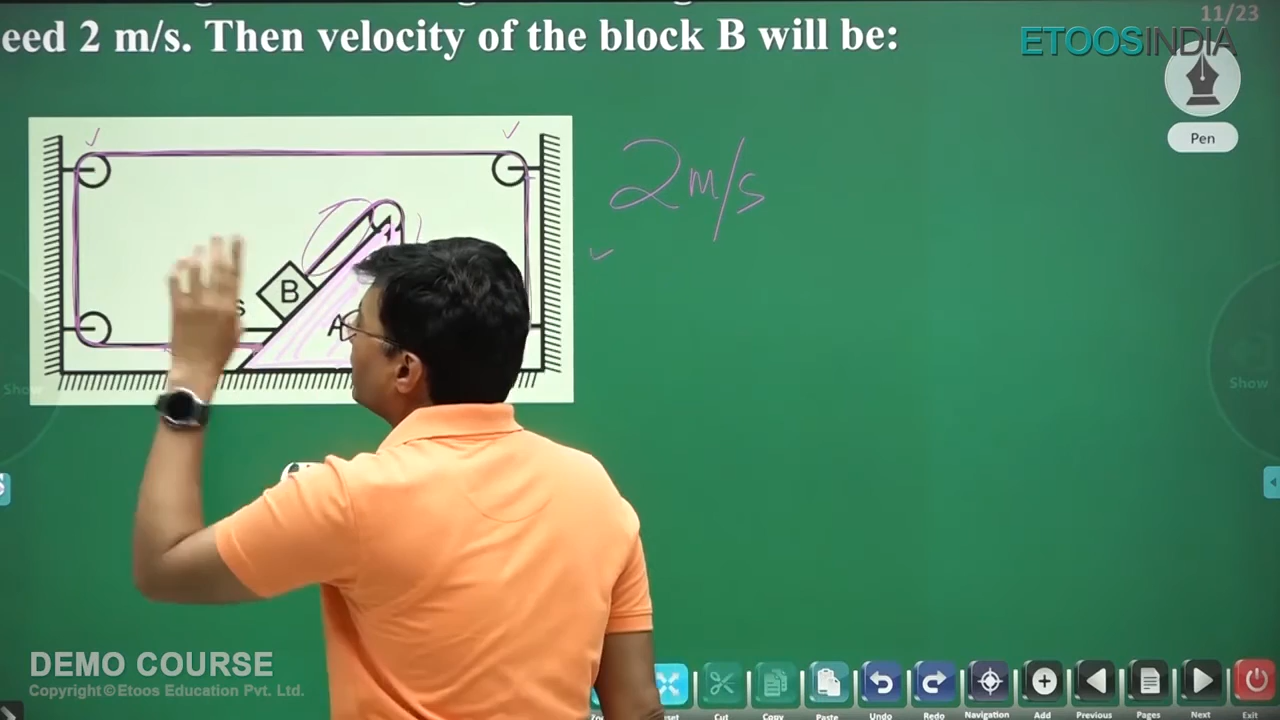 11/23
eed 2 m/s. Then velocity of the block B will be:
ETOOSINDIA
Pen
2 m/s
B
s
A
Show
Show
DEMO COURSE
Copyright © Etoos Education Pvt. Ltd.
Cut
Copy
Paste
Undo
Redo
Navigation
Add
Previous
Pages
Next
Exit